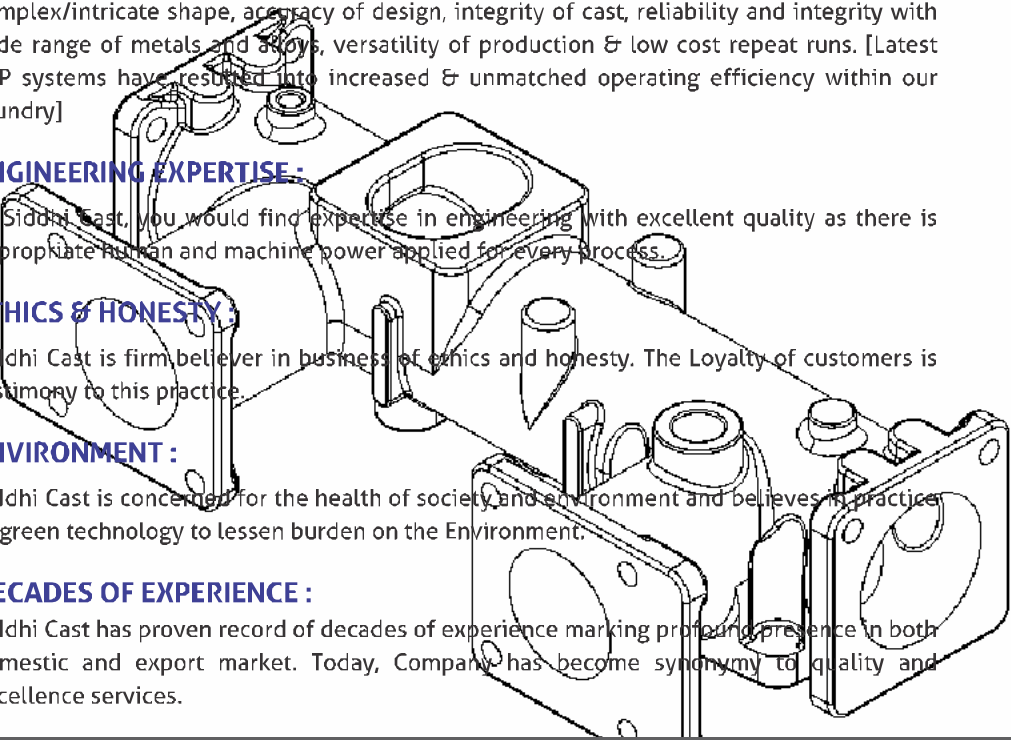 mplex/intricate shape, accuracy of design, integrity of cast, reliability and integrity with
de range of metals and alloys, versatility of production & low cost repeat runs. [Latest
P systems have resulted into increased & unmatched operating efficiency within our
undry]
NGINEERING EXPERTISE :
Siddhi Cast, you would find expertise in engineering with excellent quality as there is
propriate human and machine power applied for every process.
THICS & HONESTY :
ddhi Cast is firm believer in business of ethics and honesty. The Loyalty of customers is
stimony to this practice.
NVIRONMENT :
ddhi Cast is concerned for the health of society and environment and believes in practice
green technology to lessen burden on the Environment.
ECADES OF EXPERIENCE :
ddhi Cast has proven record of decades of experience marking profound presence in both
mestic and export market. Today, Company has become synonymy to quality and
cellence services.